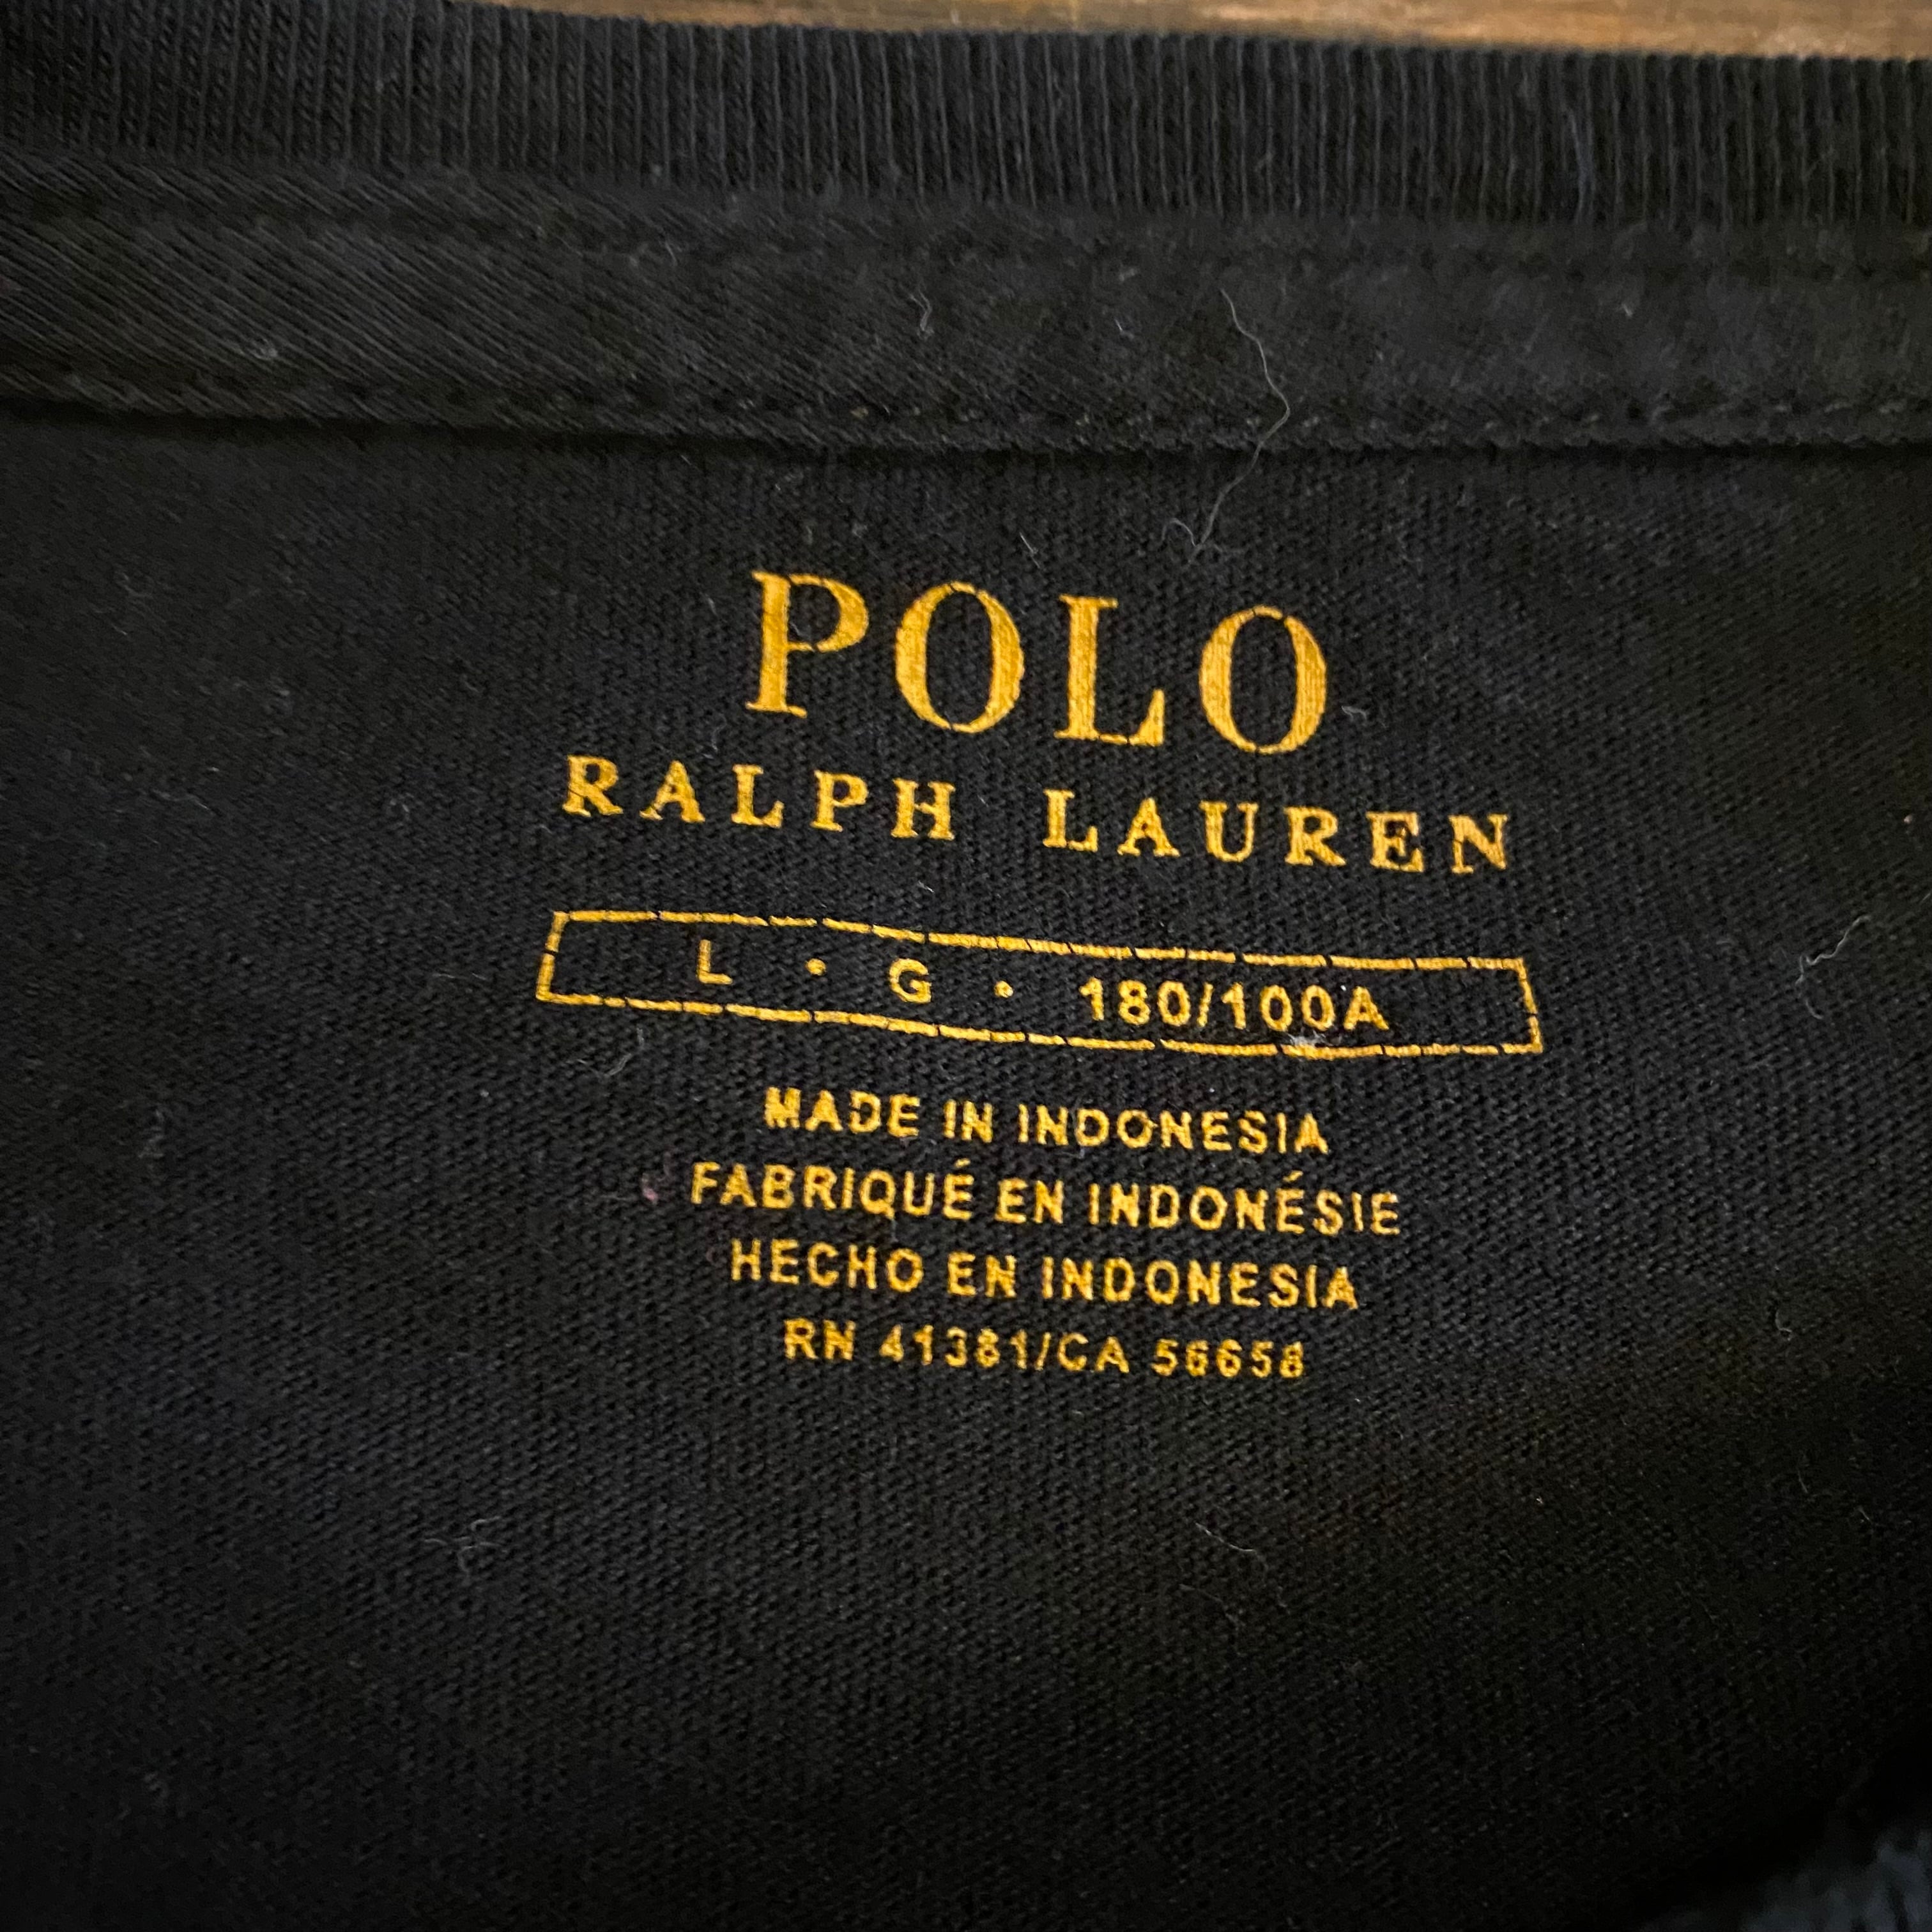 POLO
RALPH LAUREN
L • G • 180/100A
MADE IN INDONESIA
FABRIQUÉ EN INDONÉSIE
HECHO EN INDONESIA
RN 41381/CA 56658